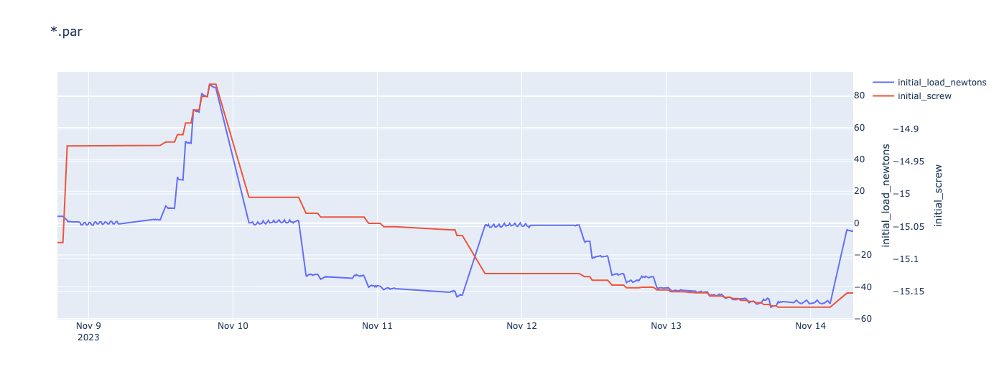 *.par
initial_load_newtons
initial_screw
80
60
40
20
0
−20
−40
−60
initial_load_newtons
−14.9
−14.95
−15
−15.05
−15.1
−15.15
initial_screw
Nov 9
2023
Nov 10
Nov 11
Nov 12
Nov 13
Nov 14